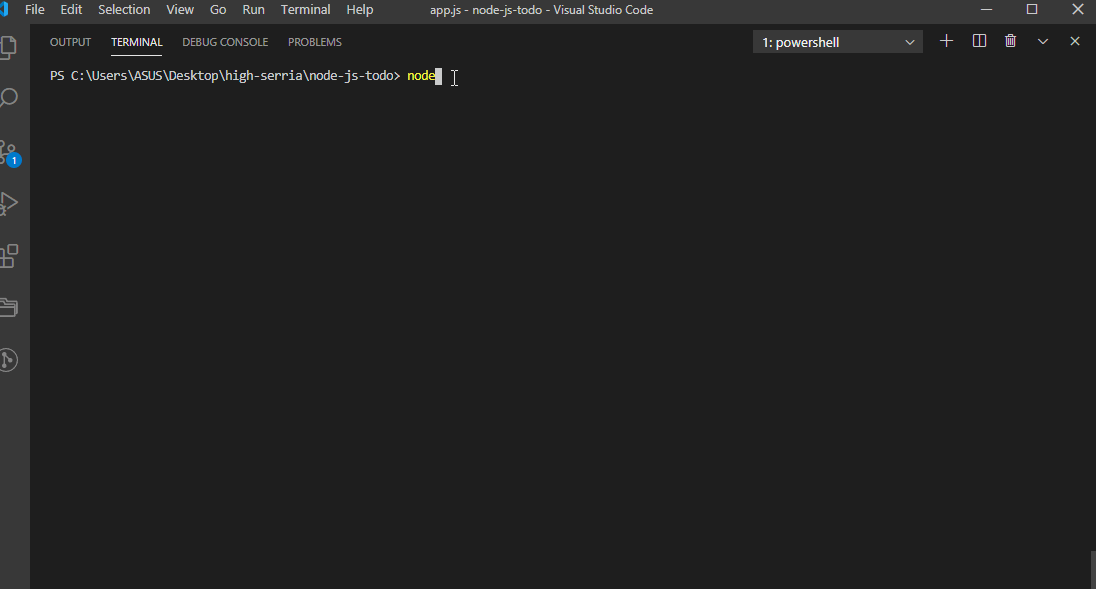 File Edit Selection View Go Run Terminal Help app.js - node-js-todo - Visual Studio Code
OUTPUT TERMINAL DEBUG CONSOLE PROBLEMS 1: powershell
PS C:\Users\ASUS\Desktop\high-serria\node-js-todo> node
1